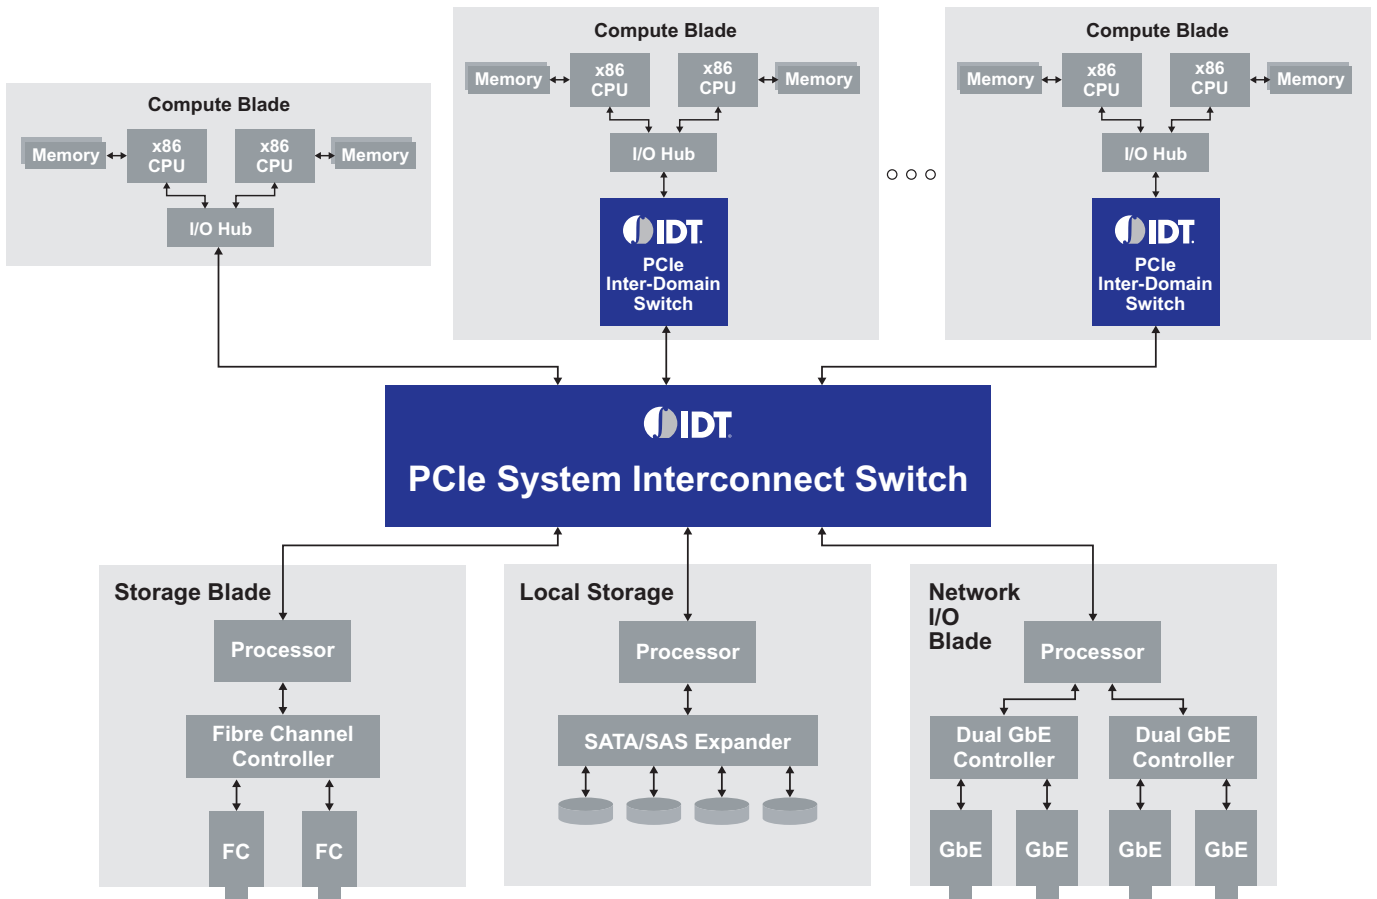 Compute Blade
Memory
x86
CPU
x86
CPU
Memory
I/O Hub
Compute Blade
Memory
x86
CPU
x86
CPU
Memory
I/O Hub
IDT
PCIe
Inter-Domain
Switch
Compute Blade
Memory
x86
CPU
x86
CPU
Memory
I/O Hub
IDT
PCIe
Inter-Domain
Switch
IDT
PCIe System Interconnect Switch
Storage Blade
Processor
Fibre Channel
Controller
FC
FC
Local Storage
Processor
SATA/SAS Expander
Network
I/O
Blade
Processor
Dual GbE
Controller
Dual GbE
Controller
GbE
GbE
GbE
GbE